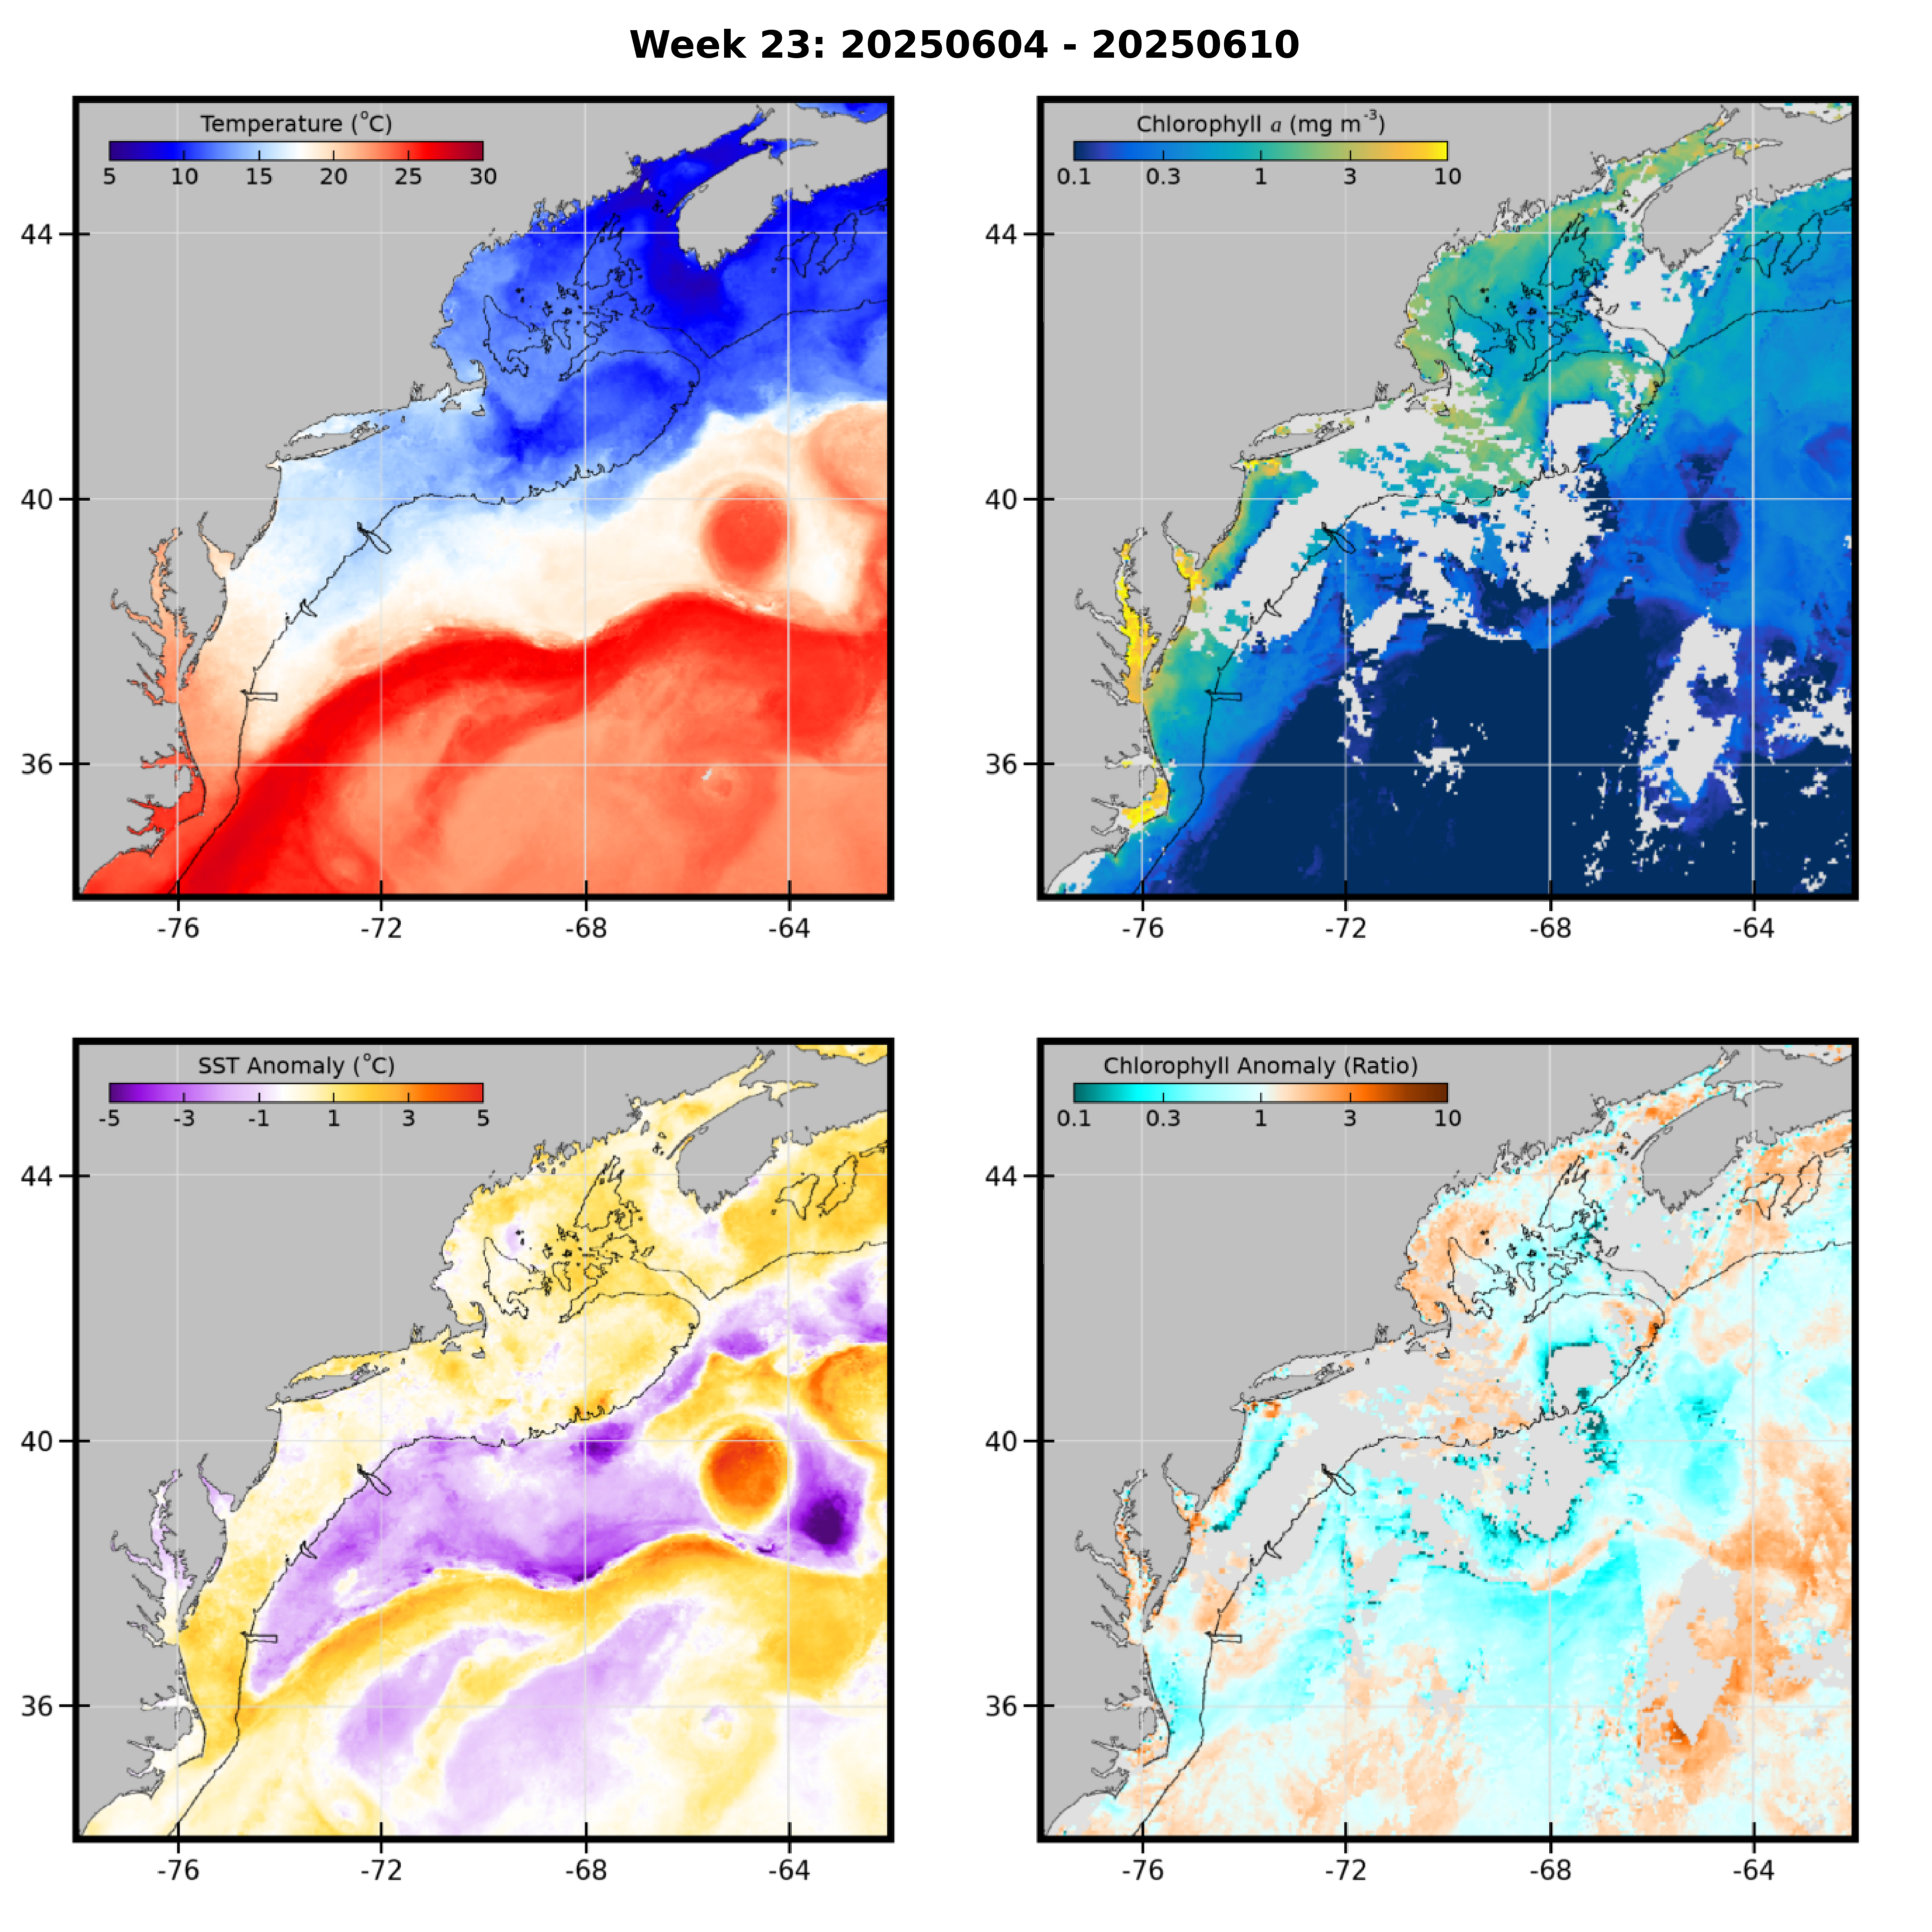 Week 23: 20250604 - 20250610
Temperature (°C)
5 10 15 20 25 30
44
40
36
-76 -72 -68 -64
Chlorophyll a (mg m⁻³)
0.1 0.3 1 3 10
44
40
36
-76 -72 -68 -64
SST Anomaly (°C)
-5 -3 -1 1 3 5
44
40
36
-76 -72 -68 -64
Chlorophyll Anomaly (Ratio)
0.1 0.3 1 3 10
44
40
36
-76 -72 -68 -64